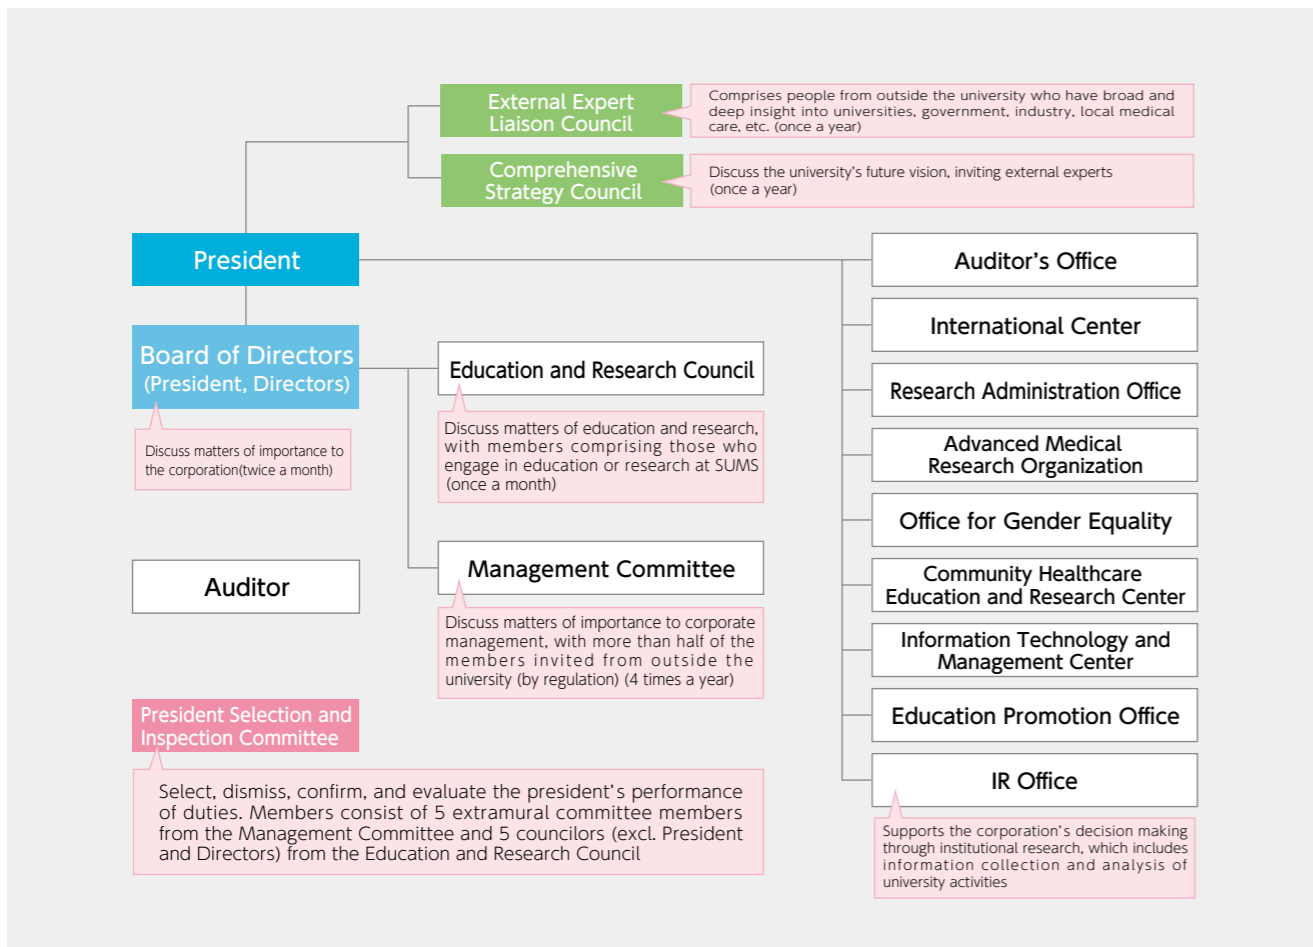 External Expert
Liaison Council
Comprises people from outside the university who have broad and
deep insight into universities, government, industry, local medical
care, etc. (once a year)
Comprehensive
Strategy Council
Discuss the university's future vision, inviting external experts
(once a year)
President
Board of Directors
(President, Directors)
Discuss matters of importance to
the corporation(twice a month)
Education and Research Council
Discuss matters of education and research,
with members comprising those who
engage in education or research at SUMS
(once a month)
Auditor
Management Committee
Discuss matters of importance to corporate
management, with more than half of the
members invited from outside the
university (by regulation) (4 times a year)
President Selection and
Inspection Committee
Select, dismiss, confirm, and evaluate the president's performance
of duties. Members consist of 5 extramural committee members
from the Management Committee and 5 councilors (excl. President
and Directors) from the Education and Research Council
Auditor's Office
International Center
Research Administration Office
Advanced Medical
Research Organization
Office for Gender Equality
Community Healthcare
Education and Research Center
Information Technology and
Management Center
Education Promotion Office
IR Office
Supports the corporation's decision making
through institutional research, which includes
information collection and analysis of
university activities